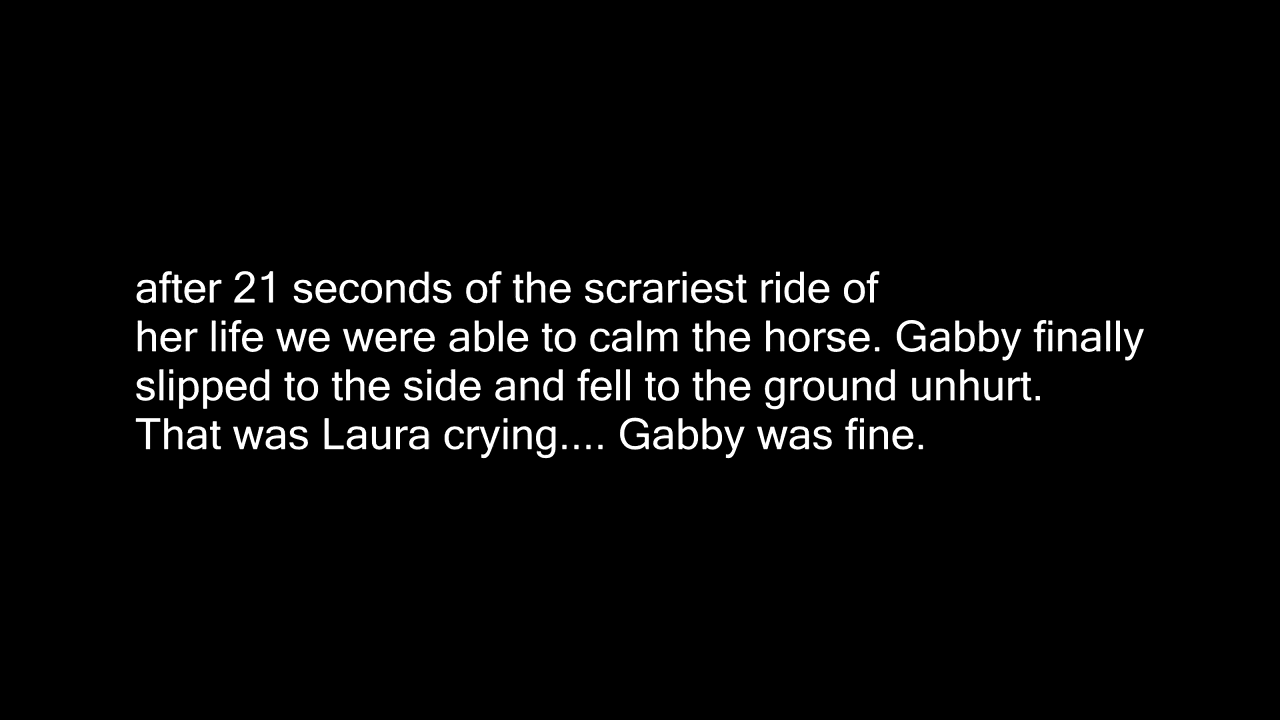 after 21 seconds of the scrariest ride of
her life we were able to calm the horse. Gabby finally
slipped to the side and fell to the ground unhurt.
That was Laura crying.... Gabby was fine.